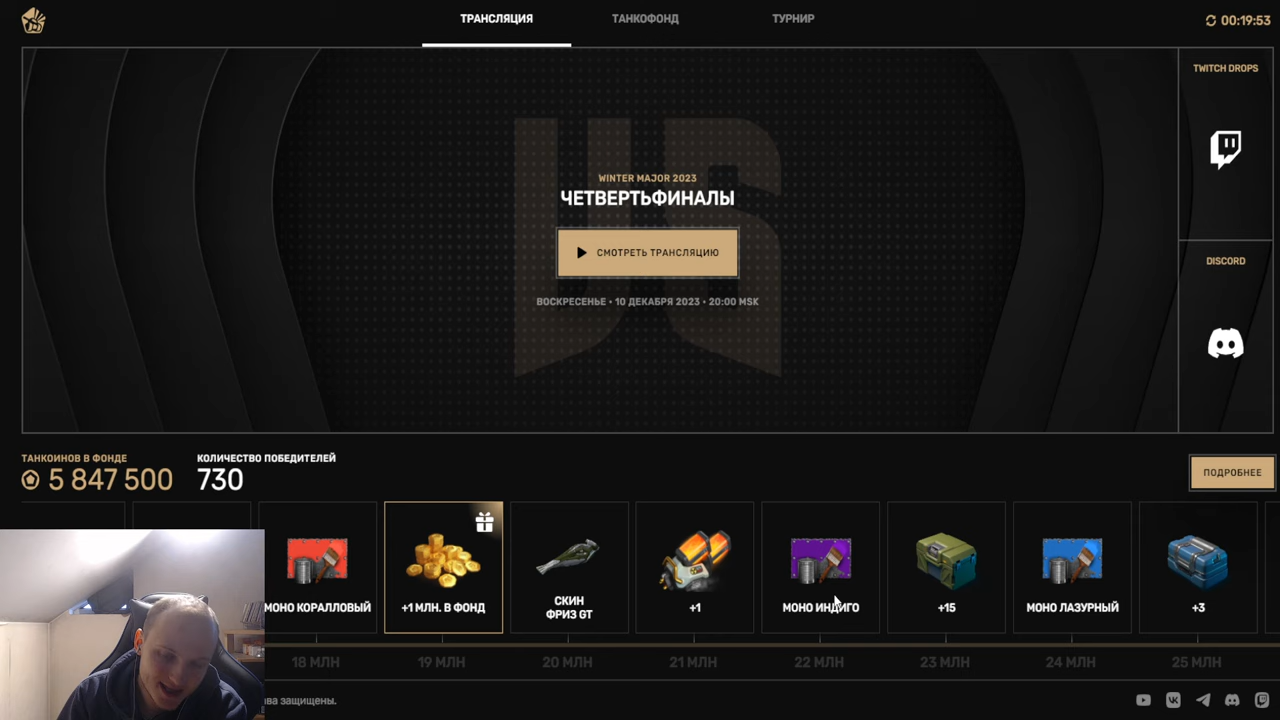 ТРАНСЛЯЦИЯ
ТАНКОФОНД
ТУРНИР
00:19:53
WINTER MAJOR 2023
ЧЕТВЕРТЬФИНАЛЫ
СМОТРЕТЬ ТРАНСЛЯЦИЮ
ВОСКРЕСЕНЬЕ • 10 ДЕКАБРЯ 2023 • 20:00 MSK
TWITCH DROPS
DISCORD
ТАНКОИНОВ В ФОНДЕ
5 847 500
КОЛИЧЕСТВО ПОБЕДИТЕЛЕЙ
730
ПОДРОБНЕЕ
МОНО КОРАЛЛОВЫЙ
+1 МЛН. В ФОНД
СКИН
ФРИЗ GT
+1
МОНО ИНДИГО
+15
МОНО ЛАЗУРНЫЙ
+3
18 МЛН
19 МЛН
20 МЛН
21 МЛН
22 МЛН
23 МЛН
24 МЛН
25 МЛН
защищены.